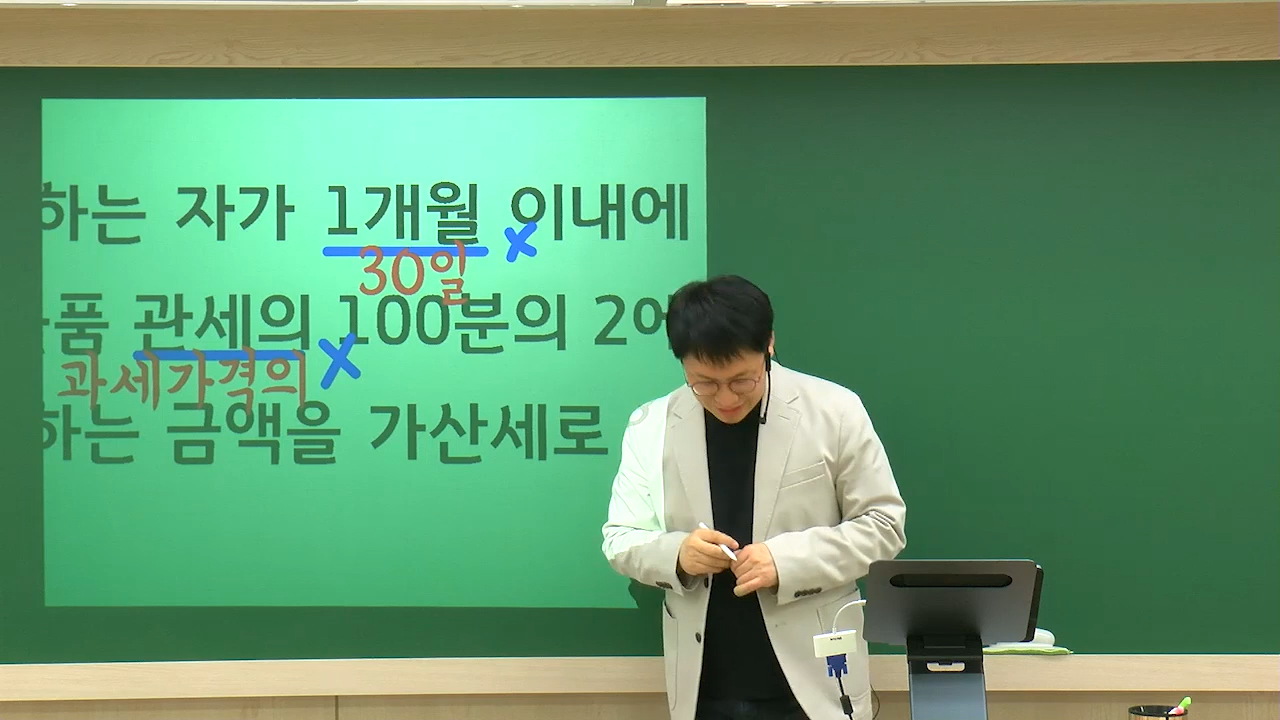 하는 자가 1개월 이내에
30일
품 관세의 100분의 2에
과세가격의
하는 금액을 가산세로